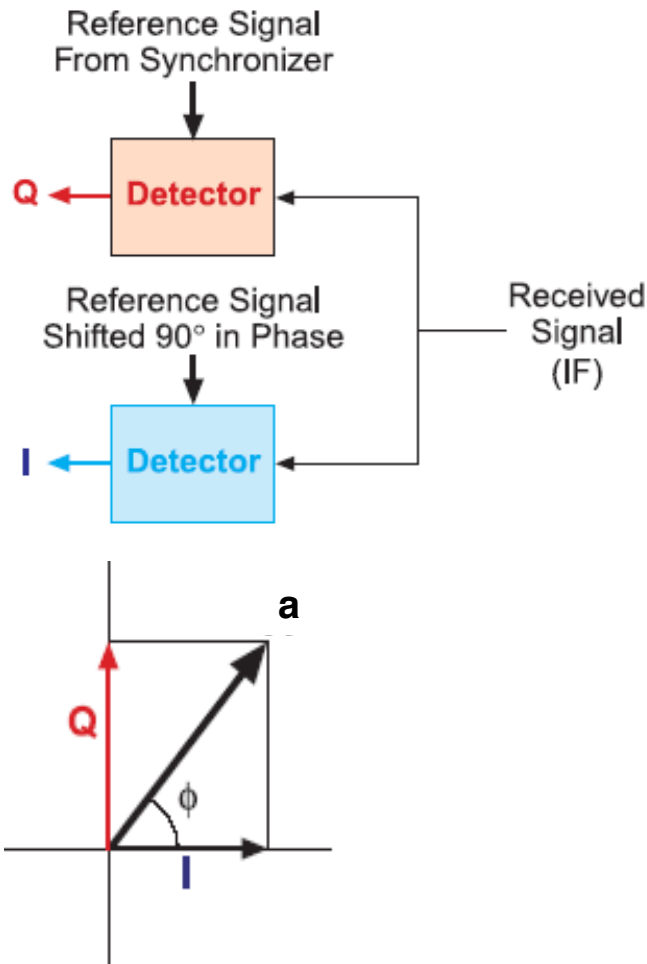 Reference Signal
From Synchronizer
Q
Detector
Reference Signal
Shifted 90° in Phase
Received
Signal
(IF)
I
Detector
a
Q
ϕ
I